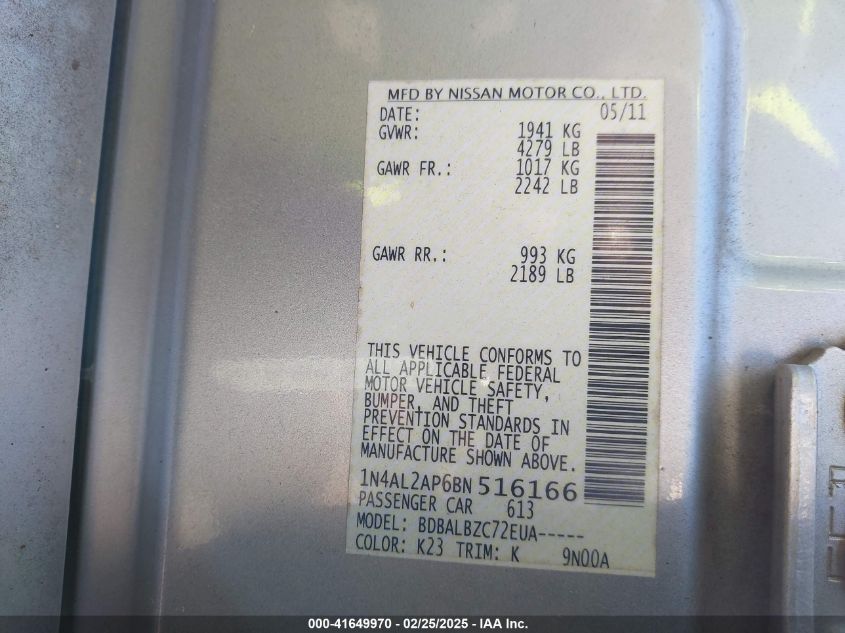 MFD BY NISSAN MOTOR CO., LTD.
DATE: 05/11
GVWR: 1941 KG
4279 LB
GAWR FR.: 1017 KG
2242 LB
GAWR RR.: 993 KG
2189 LB
THIS VEHICLE CONFORMS TO
ALL APPLICABLE FEDERAL
MOTOR VEHICLE SAFETY,
BUMPER, AND THEFT
PREVENTION STANDARDS IN
EFFECT ON THE DATE OF
MANUFACTURE SHOWN ABOVE.
1N4AL2AP6BN516166
PASSENGER CAR 613
MODEL: BDBALBZC72EUA-----
COLOR: K23 TRIM: K 9N00A
000-41649970 - 02/25/2025 - IAA Inc.